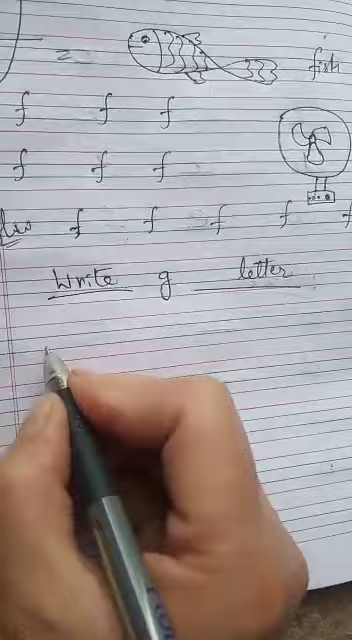 = fish
f f f
f f f
f f f f f
Write g letter